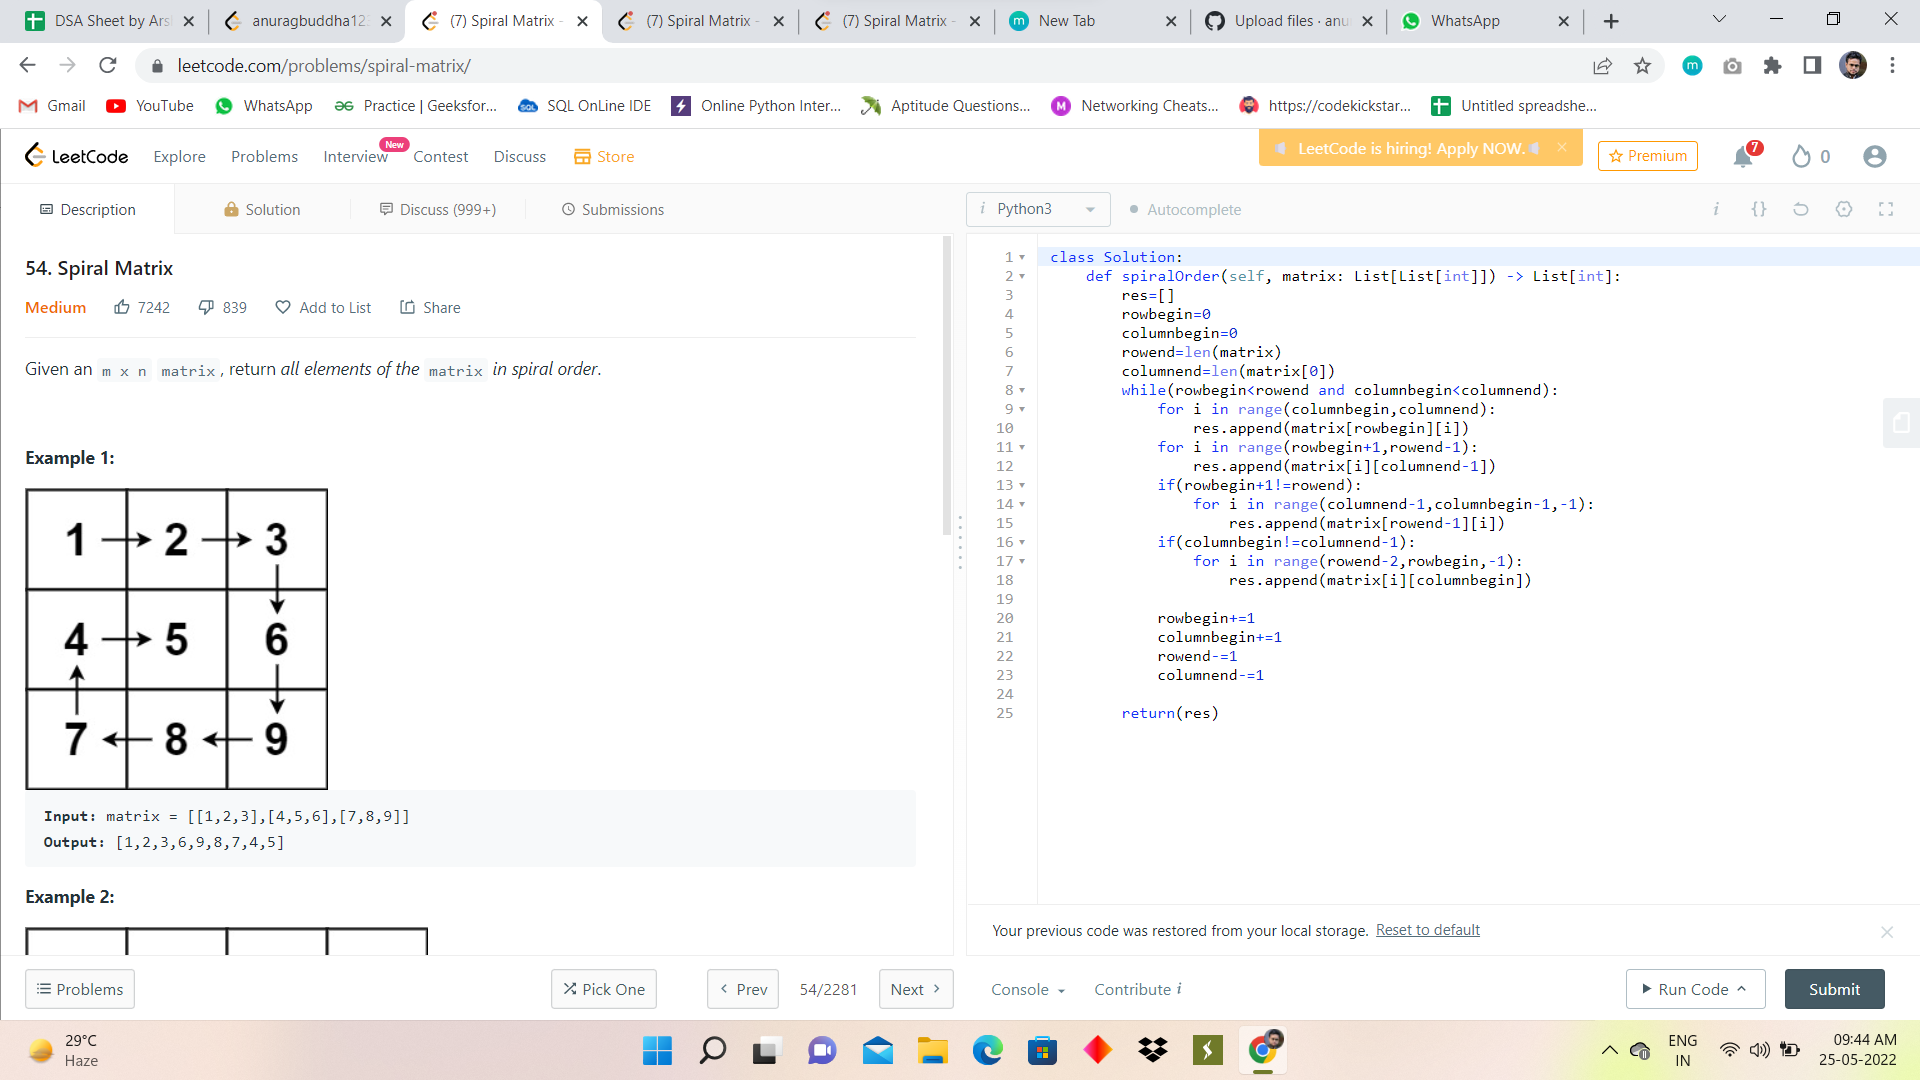 DSA Sheet by Ars
anuragbuddha123
(7) Spiral Matrix -
(7) Spiral Matrix -
(7) Spiral Matrix -
New Tab
Upload files · anu
WhatsApp
leetcode.com/problems/spiral-matrix/
Gmail
YouTube
WhatsApp
Practice | Geeksfor...
SQL OnLine IDE
Online Python Inter...
Aptitude Questions...
Networking Cheats...
https://codekickstar...
Untitled spreadshe...
LeetCode
Explore
Problems
Interview
New
Contest
Discuss
Store
LeetCode is hiring! Apply NOW.
Premium
7
0
Description
Solution
Discuss (999+)
Submissions
i Python3
Autocomplete
54. Spiral Matrix
Medium
7242
839
Add to List
Share
Given an m x n matrix, return all elements of the matrix in spiral order.
Example 1:
1 2 3
4 5 6
7 8 9
Input: matrix = [[1,2,3],[4,5,6],[7,8,9]]
Output: [1,2,3,6,9,8,7,4,5]
Example 2:
1 class Solution:
2 def spiralOrder(self, matrix: List[List[int]]) -> List[int]:
3 res=[]
4 rowbegin=0
5 columnbegin=0
6 rowend=len(matrix)
7 columnend=len(matrix[0])
8 while(rowbegin<rowend and columnbegin<columnend):
9 for i in range(columnbegin,columnend):
10 res.append(matrix[rowbegin][i])
11 for i in range(rowbegin+1,rowend-1):
12 res.append(matrix[i][columnend-1])
13 if(rowbegin+1!=rowend):
14 for i in range(columnend-1,columnbegin-1,-1):
15 res.append(matrix[rowend-1][i])
16 if(columnbegin!=columnend-1):
17 for i in range(rowend-2,rowbegin,-1):
18 res.append(matrix[i][columnbegin])
19
20 rowbegin+=1
21 columnbegin+=1
22 rowend-=1
23 columnend-=1
24
25 return(res)
Your previous code was restored from your local storage. Reset to default
Problems
Pick One
Prev
54/2281
Next
Console
Contribute i
Run Code
Submit
29°C
Haze
ENG
IN
09:44 AM
25-05-2022